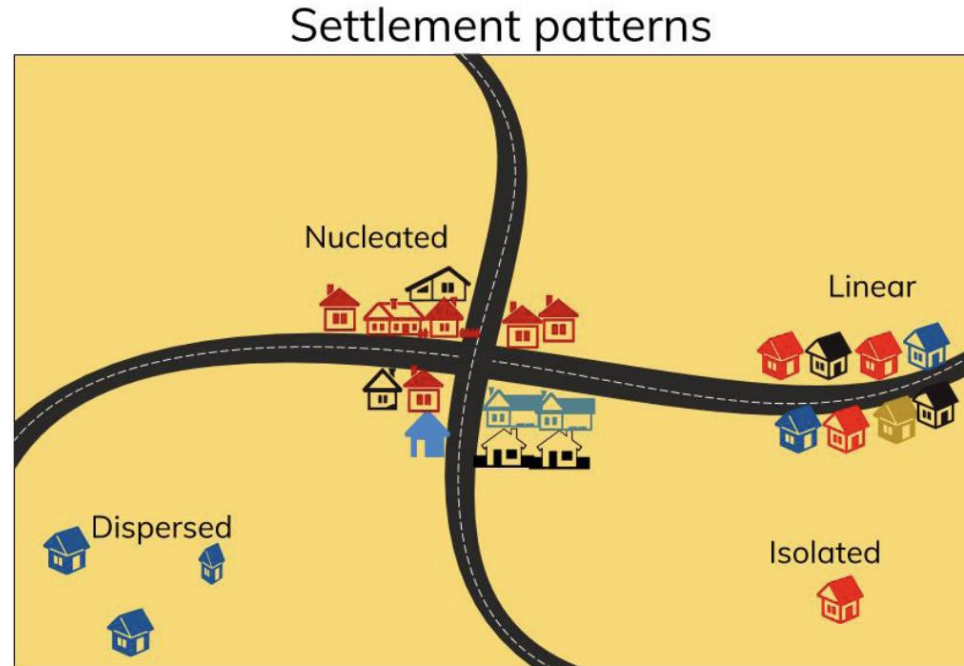 Settlement patterns
Nucleated
Linear
Dispersed
Isolated